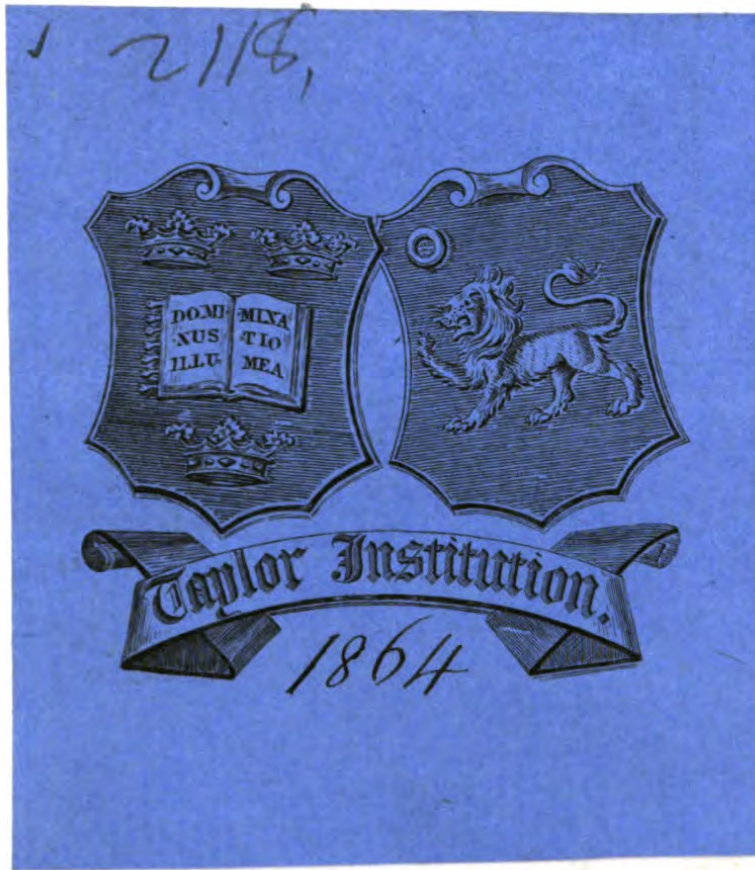 2118,
DOMI- MINA
NUS TIO
ILLU- MEA
Taylor Institution.
1864